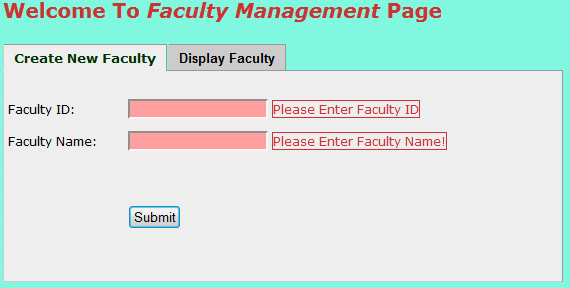 Welcome To Faculty Management Page
Create New Faculty Display Faculty
Faculty ID: Please Enter Faculty ID
Faculty Name: Please Enter Faculty Name!
Submit